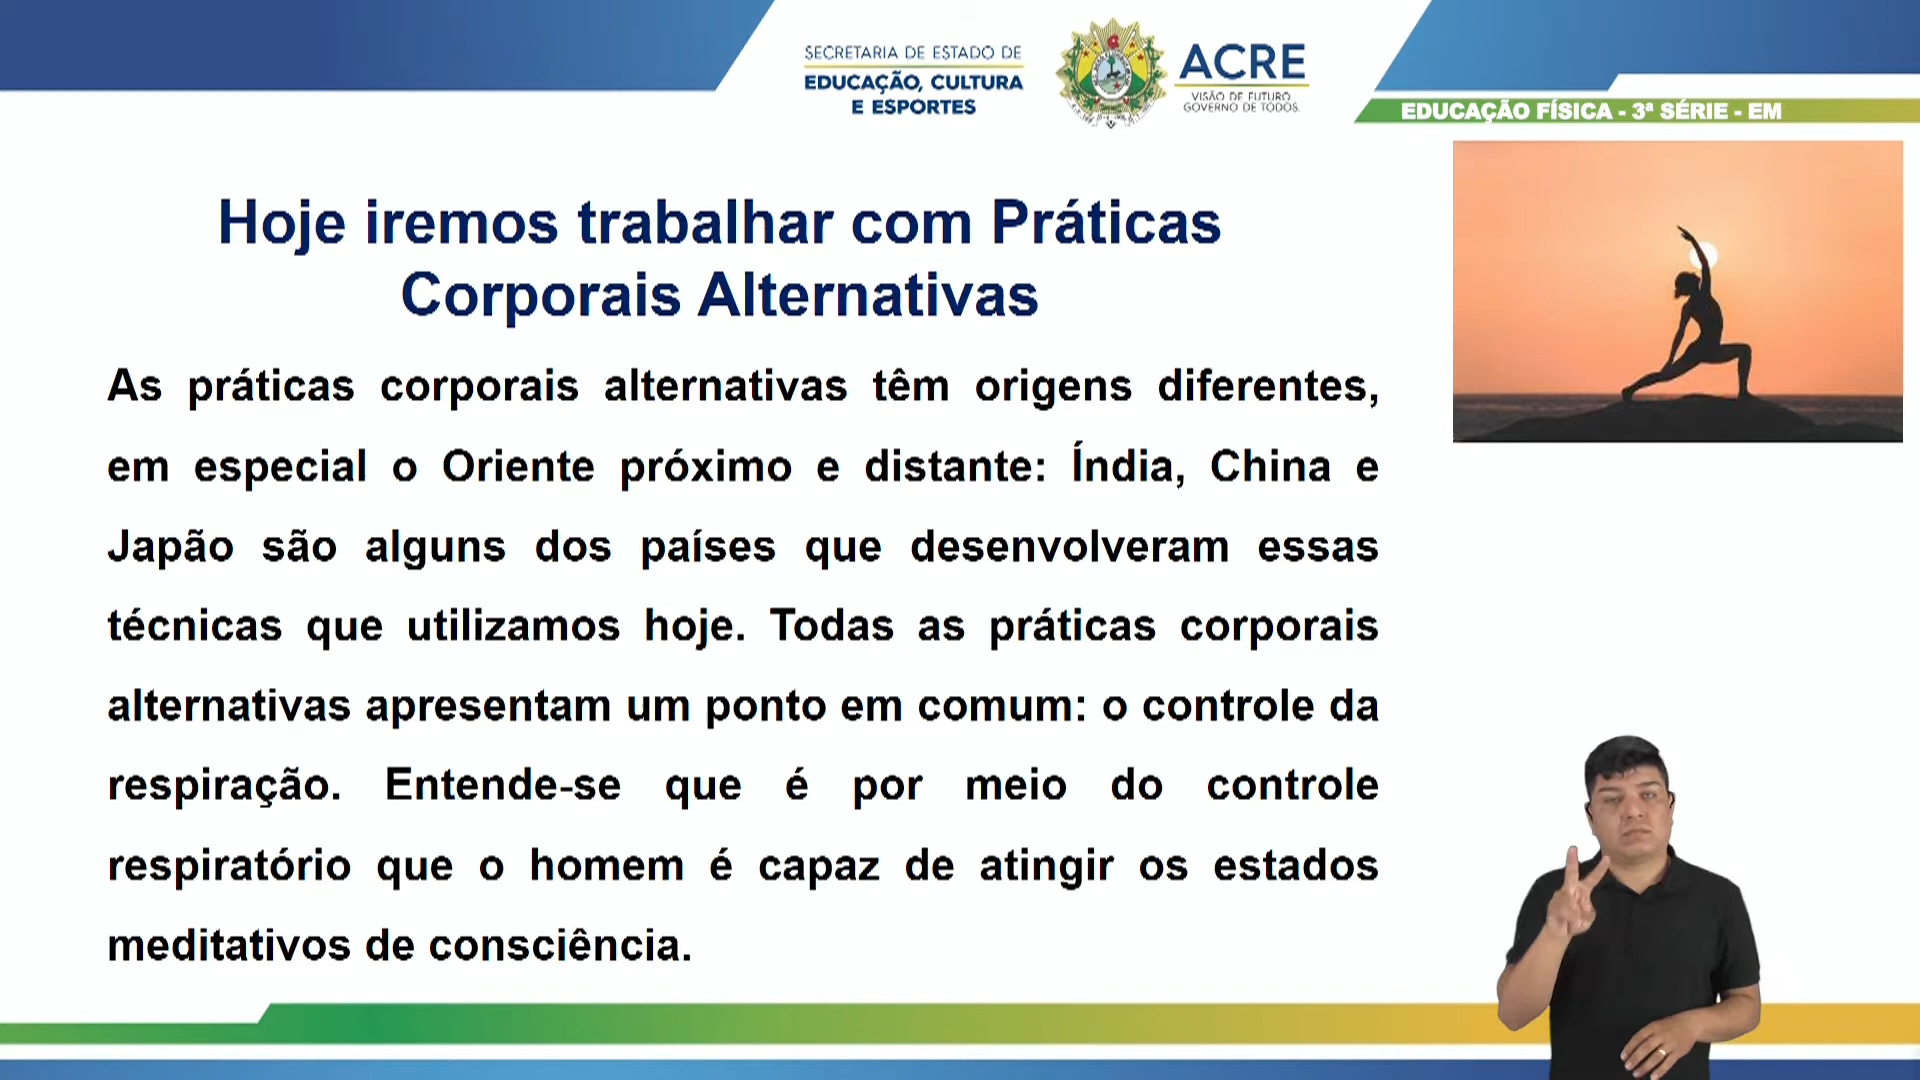 SECRETARIA DE ESTADO DE
EDUCAÇÃO, CULTURA
E ESPORTES
ACRE
VISÃO DE FUTURO
GOVERNO DE TODOS.
EDUCAÇÃO FÍSICA - 3ª SÉRIE - EM
Hoje iremos trabalhar com Práticas
Corporais Alternativas
As práticas corporais alternativas têm origens diferentes,
em especial o Oriente próximo e distante: Índia, China e
Japão são alguns dos países que desenvolveram essas
técnicas que utilizamos hoje. Todas as práticas corporais
alternativas apresentam um ponto em comum: o controle da
respiração. Entende-se que é por meio do controle
respiratório que o homem é capaz de atingir os estados
meditativos de consciência.